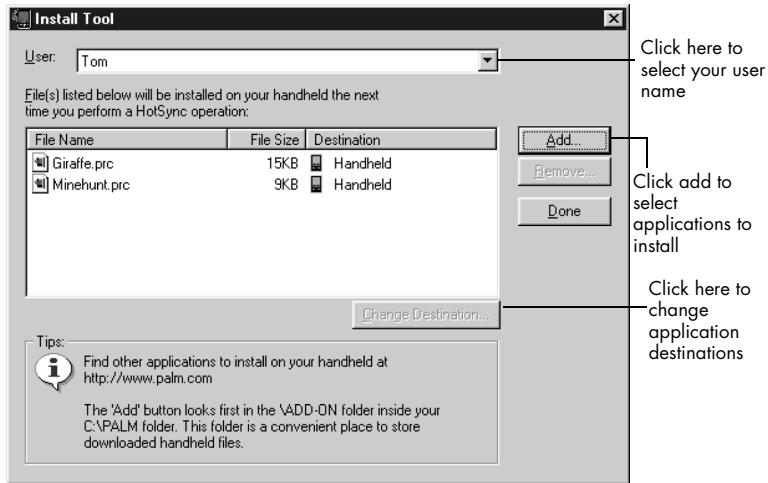 Install Tool
User: Tom
Click here to
select your user
name
File(s) listed below will be installed on your handheld the next
time you perform a HotSync operation:
File Name File Size Destination
Giraffe.prc 15KB Handheld
Minehunt.prc 9KB Handheld
Add...
Remove...
Done
Click add to
select
applications to
install
Change Destination...
Click here to
change
application
destinations
Tips:
Find other applications to install on your handheld at
http://www.palm.com
The 'Add' button looks first in the \ADD-ON folder inside your
C:\PALM folder. This folder is a convenient place to store
downloaded handheld files.